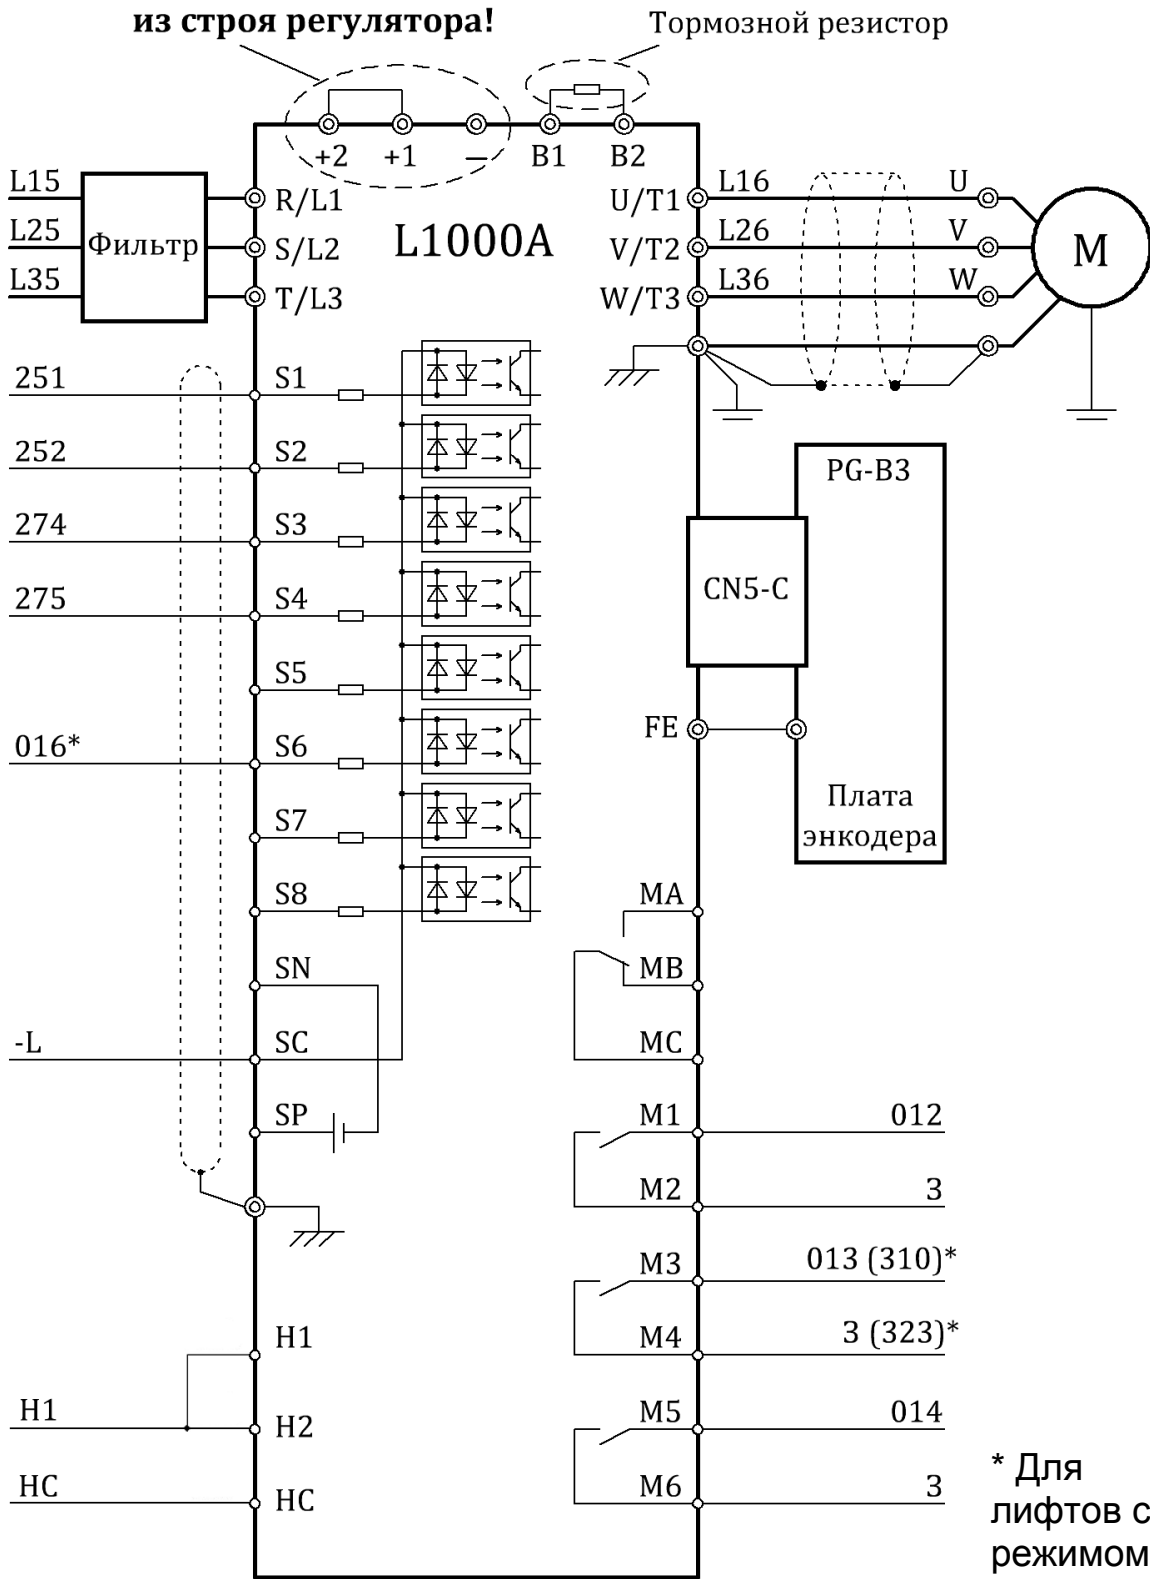 из строя регулятора!
Тормозной резистор
+2 +1 — B1 B2
L15
L25
L35
Фильтр
R/L1
S/L2
T/L3
L1000A
U/T1
V/T2
W/T3
L16
L26
L36
U
V
W
M
251
252
274
275
016*
-L
S1
S2
S3
S4
S5
S6
S7
S8
SN
SC
SP
PG-B3
CN5-C
FE
Плата
энкодера
MA
MB
MC
M1
M2
M3
M4
M5
M6
012
3
013 (310)*
3 (323)*
014
3
H1
H2
HC
H1
HC
* Для
лифтов с
режимом